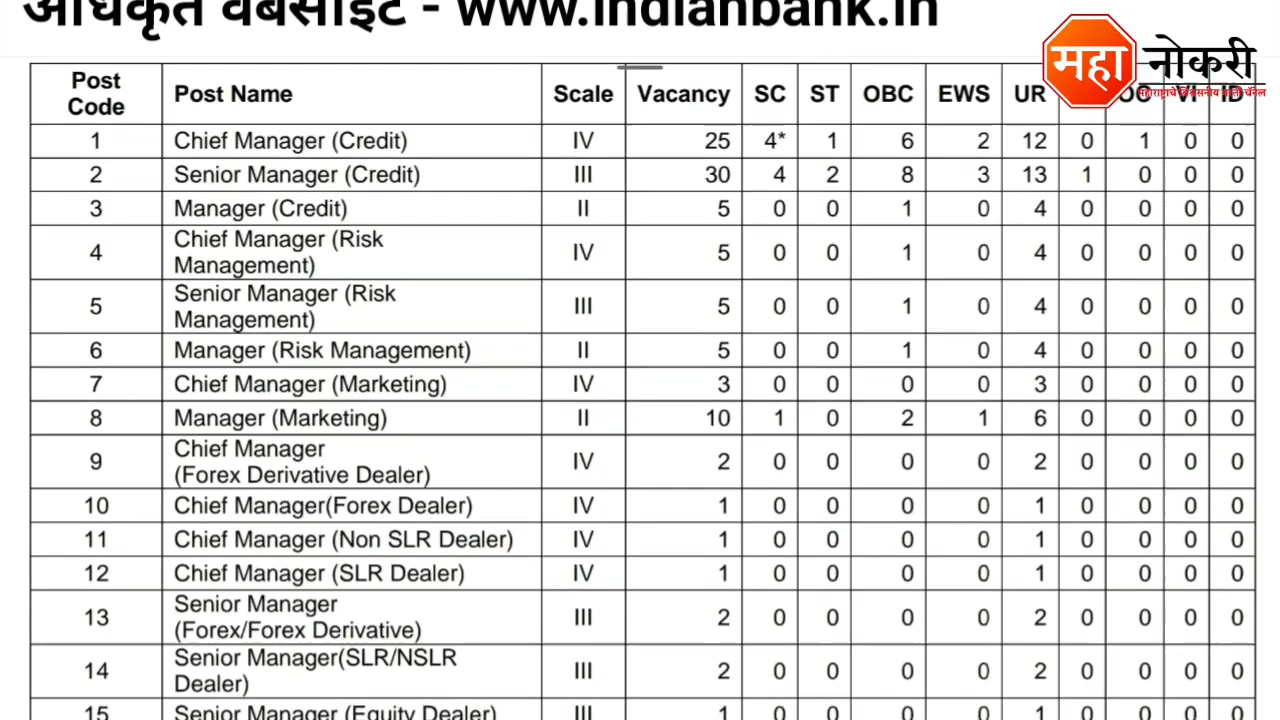 अधिकृत वेबसाईट - www.indianbank.in
महा नोकरी
महाराष्ट्राचे विश्वसनीय जॉब चॅनेल
Post Code Post Name Scale Vacancy SC ST OBC EWS UR OC VI ID
1 Chief Manager (Credit) IV 25 4* 1 6 2 12 0 1 0 0
2 Senior Manager (Credit) III 30 4 2 8 3 13 1 0 0 0
3 Manager (Credit) II 5 0 0 1 0 4 0 0 0 0
4 Chief Manager (Risk Management) IV 5 0 0 1 0 4 0 0 0 0
5 Senior Manager (Risk Management) III 5 0 0 1 0 4 0 0 0 0
6 Manager (Risk Management) II 5 0 0 1 0 4 0 0 0 0
7 Chief Manager (Marketing) IV 3 0 0 0 0 3 0 0 0 0
8 Manager (Marketing) II 10 1 0 2 1 6 0 0 0 0
9 Chief Manager (Forex Derivative Dealer) IV 2 0 0 0 0 2 0 0 0 0
10 Chief Manager(Forex Dealer) IV 1 0 0 0 0 1 0 0 0 0
11 Chief Manager (Non SLR Dealer) IV 1 0 0 0 0 1 0 0 0 0
12 Chief Manager (SLR Dealer) IV 1 0 0 0 0 1 0 0 0 0
13 Senior Manager (Forex/Forex Derivative) III 2 0 0 0 0 2 0 0 0 0
14 Senior Manager(SLR/NSLR Dealer) III 2 0 0 0 0 2 0 0 0 0
15 Senior Manager (Equity Dealer) III 1 0 0 0 0 1 0 0 0 0